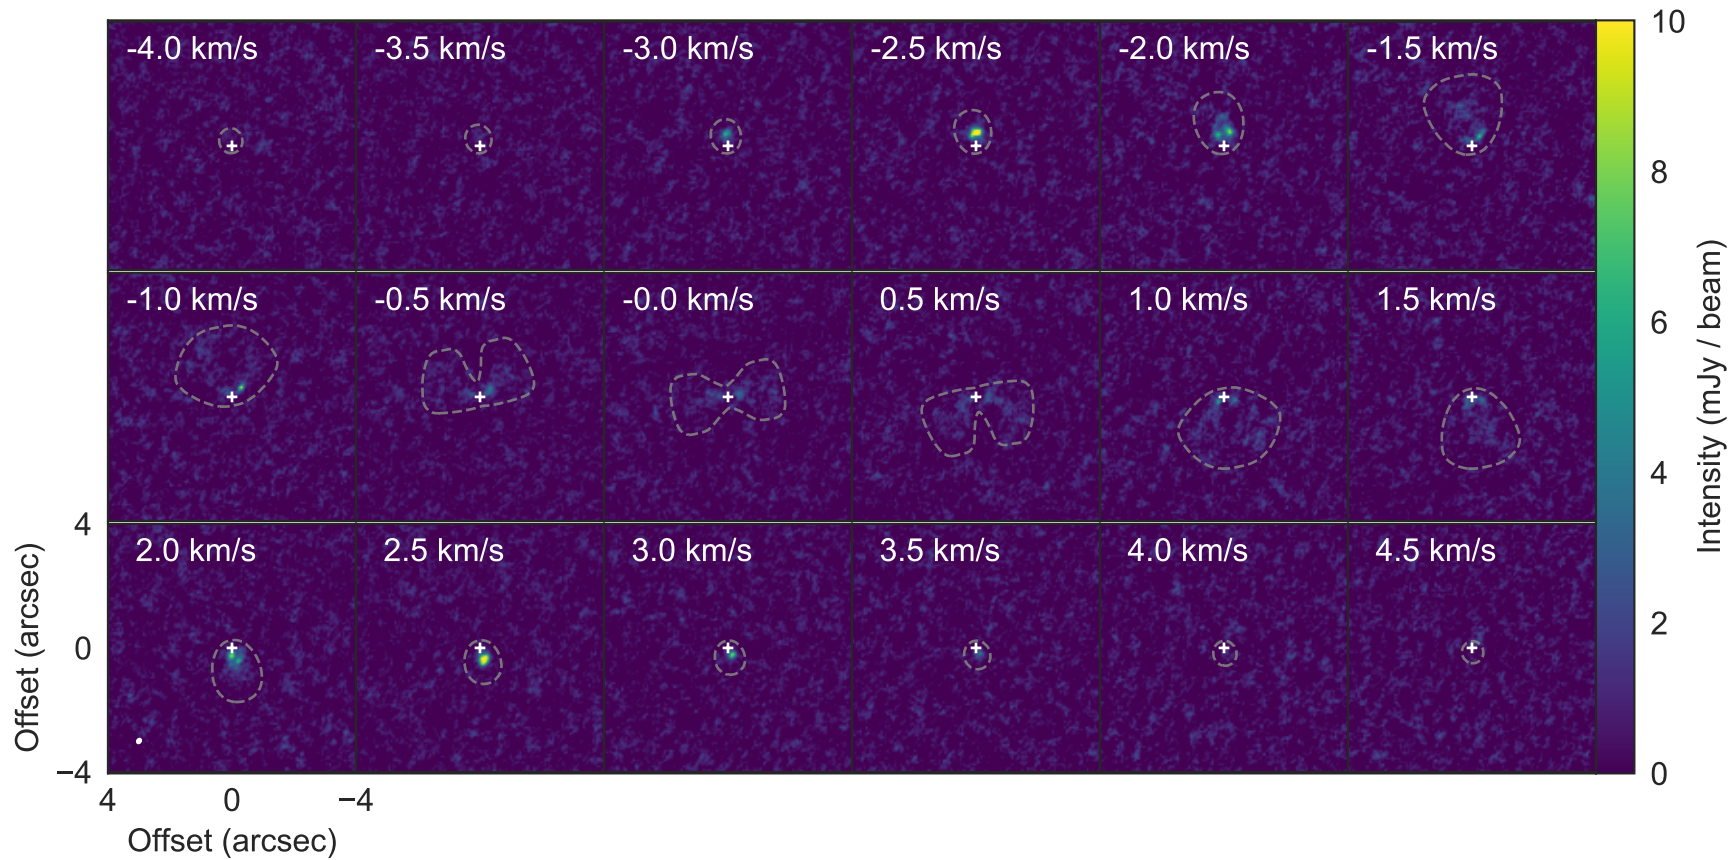 -4.0 km/s -3.5 km/s -3.0 km/s -2.5 km/s -2.0 km/s -1.5 km/s
-1.0 km/s -0.5 km/s -0.0 km/s 0.5 km/s 1.0 km/s 1.5 km/s
2.0 km/s 2.5 km/s 3.0 km/s 3.5 km/s 4.0 km/s 4.5 km/s
4
0
−4
Offset (arcsec)
4 0 −4
Offset (arcsec)
10
8
6
4
2
0
Intensity (mJy / beam)